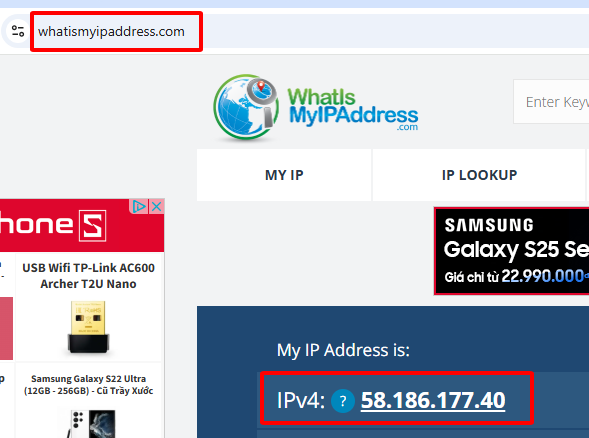 whatismyipaddress.com
WhatIs
MyIPAddress
.com
Enter Keyw
MY IP
IP LOOKUP
hone S
USB Wifi TP-Link AC600
Archer T2U Nano
SAMSUNG
Galaxy S25 Se
Giá chỉ từ 22.990.000đ
Samsung Galaxy S22 Ultra
(12GB - 256GB) - Cũ Trầy Xước
My IP Address is:
IPv4: ? 58.186.177.40